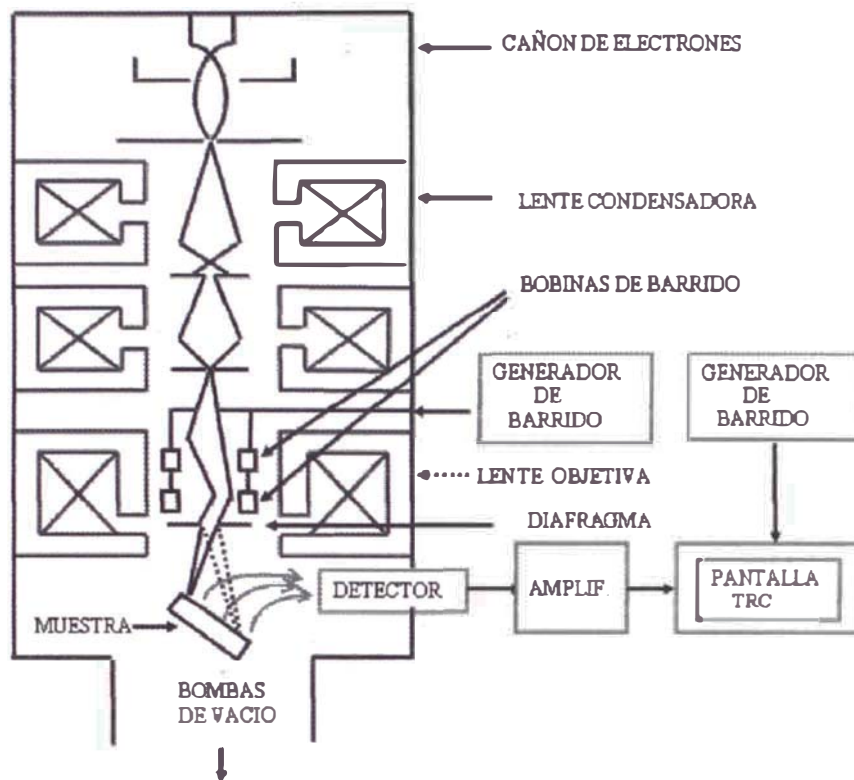 CAÑON DE ELECTRONES
LENTE CONDENSADORA
BOBINAS DE BARRIDO
GENERADOR
DE
BARRIDO
GENERADOR
DE
BARRIDO
LENTE OBJETIVA
DIAFRAGMA
DETECTOR
AMPLIF.
PANTALLA
TRC
MUESTRA
BOMBAS
DE VACIO